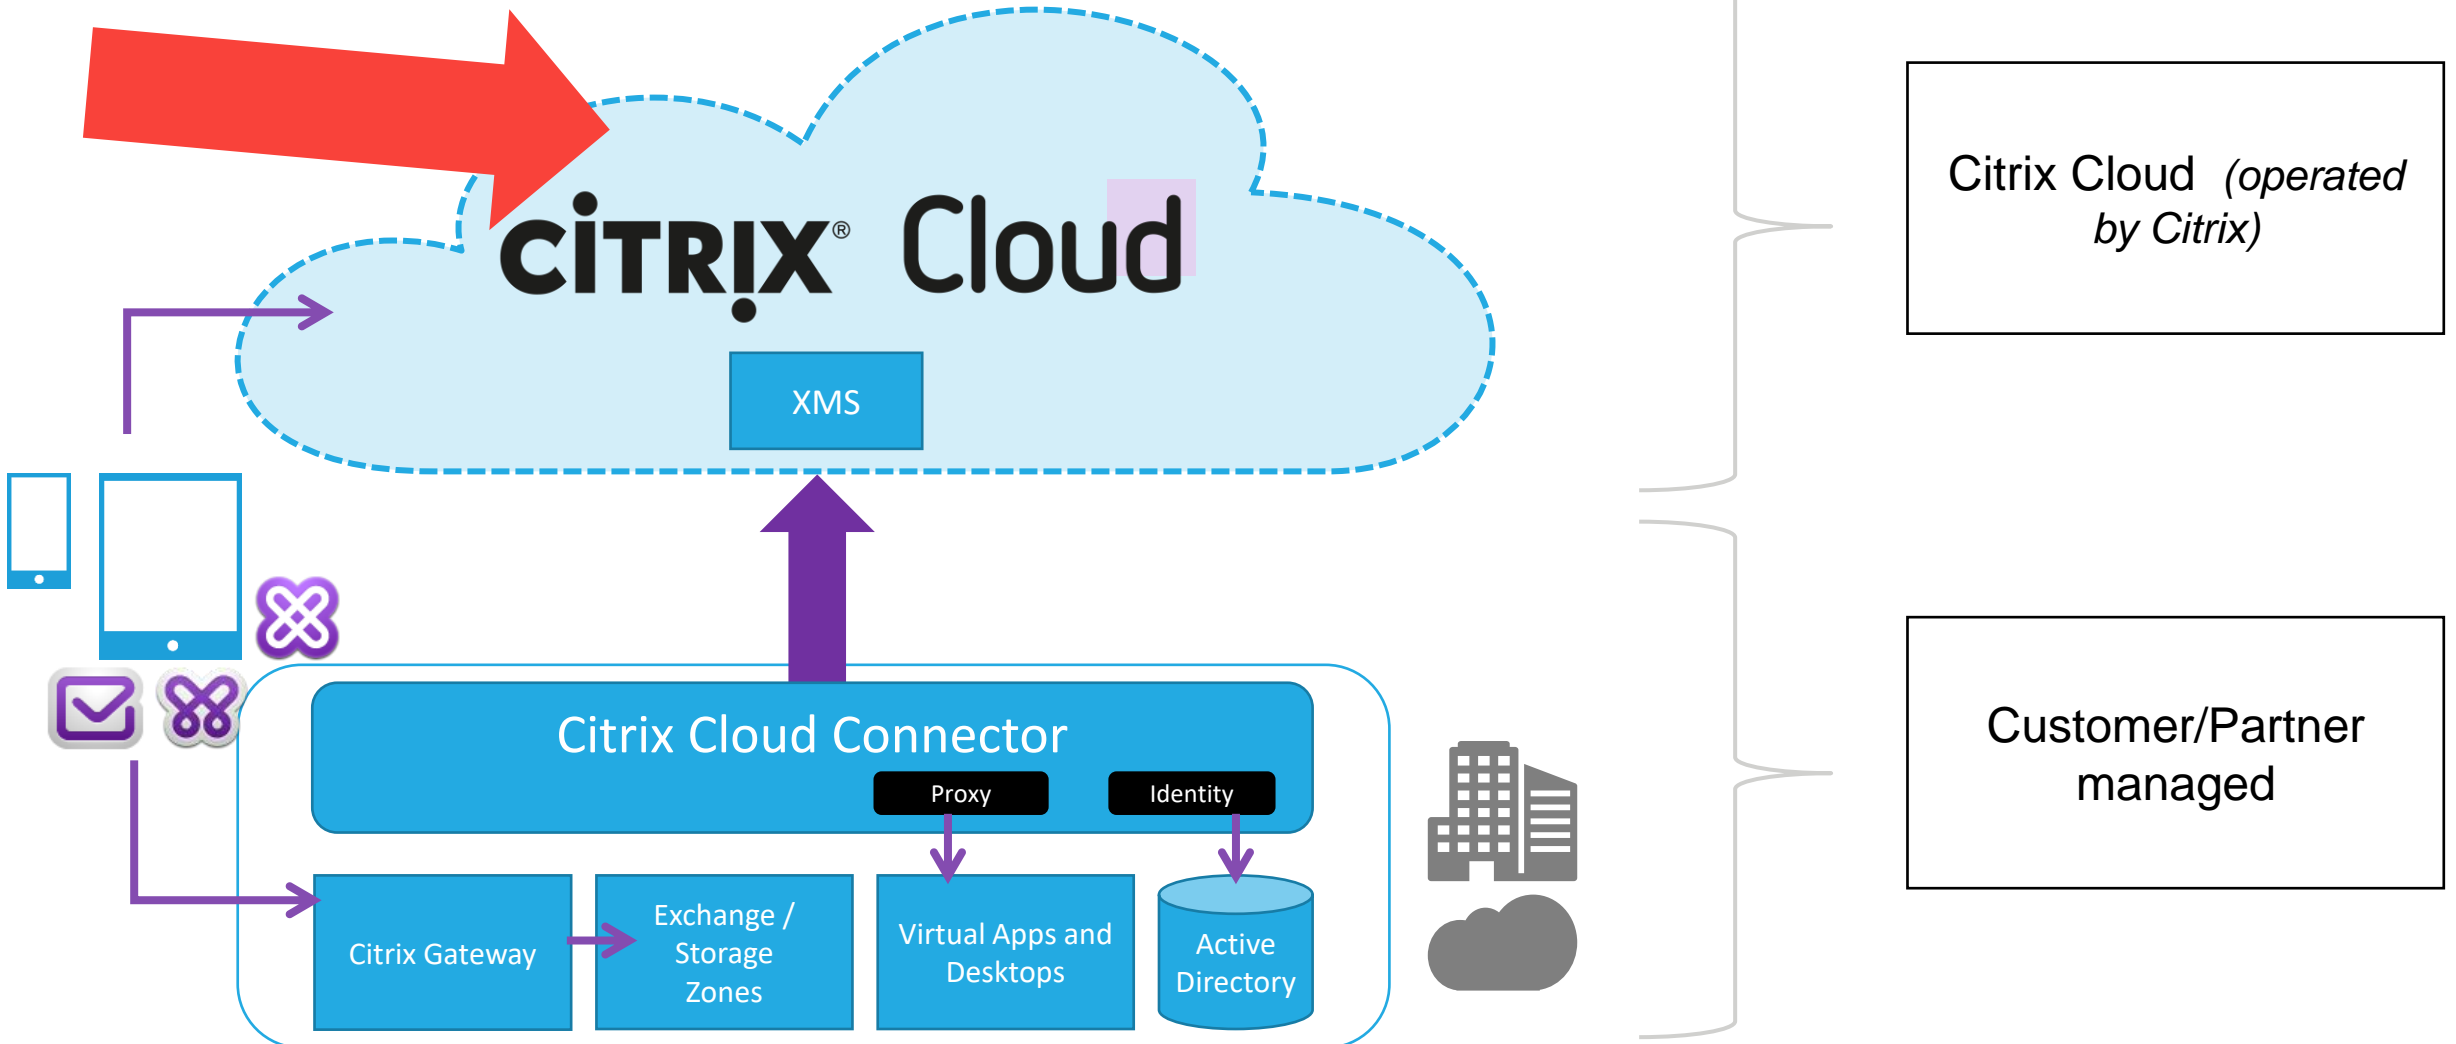 CITRIX® Cloud
XMS
Citrix Cloud (operated
by Citrix)
Citrix Cloud Connector
Proxy
Identity
Citrix Gateway
Exchange /
Storage
Zones
Virtual Apps and
Desktops
Active
Directory
Customer/Partner
managed